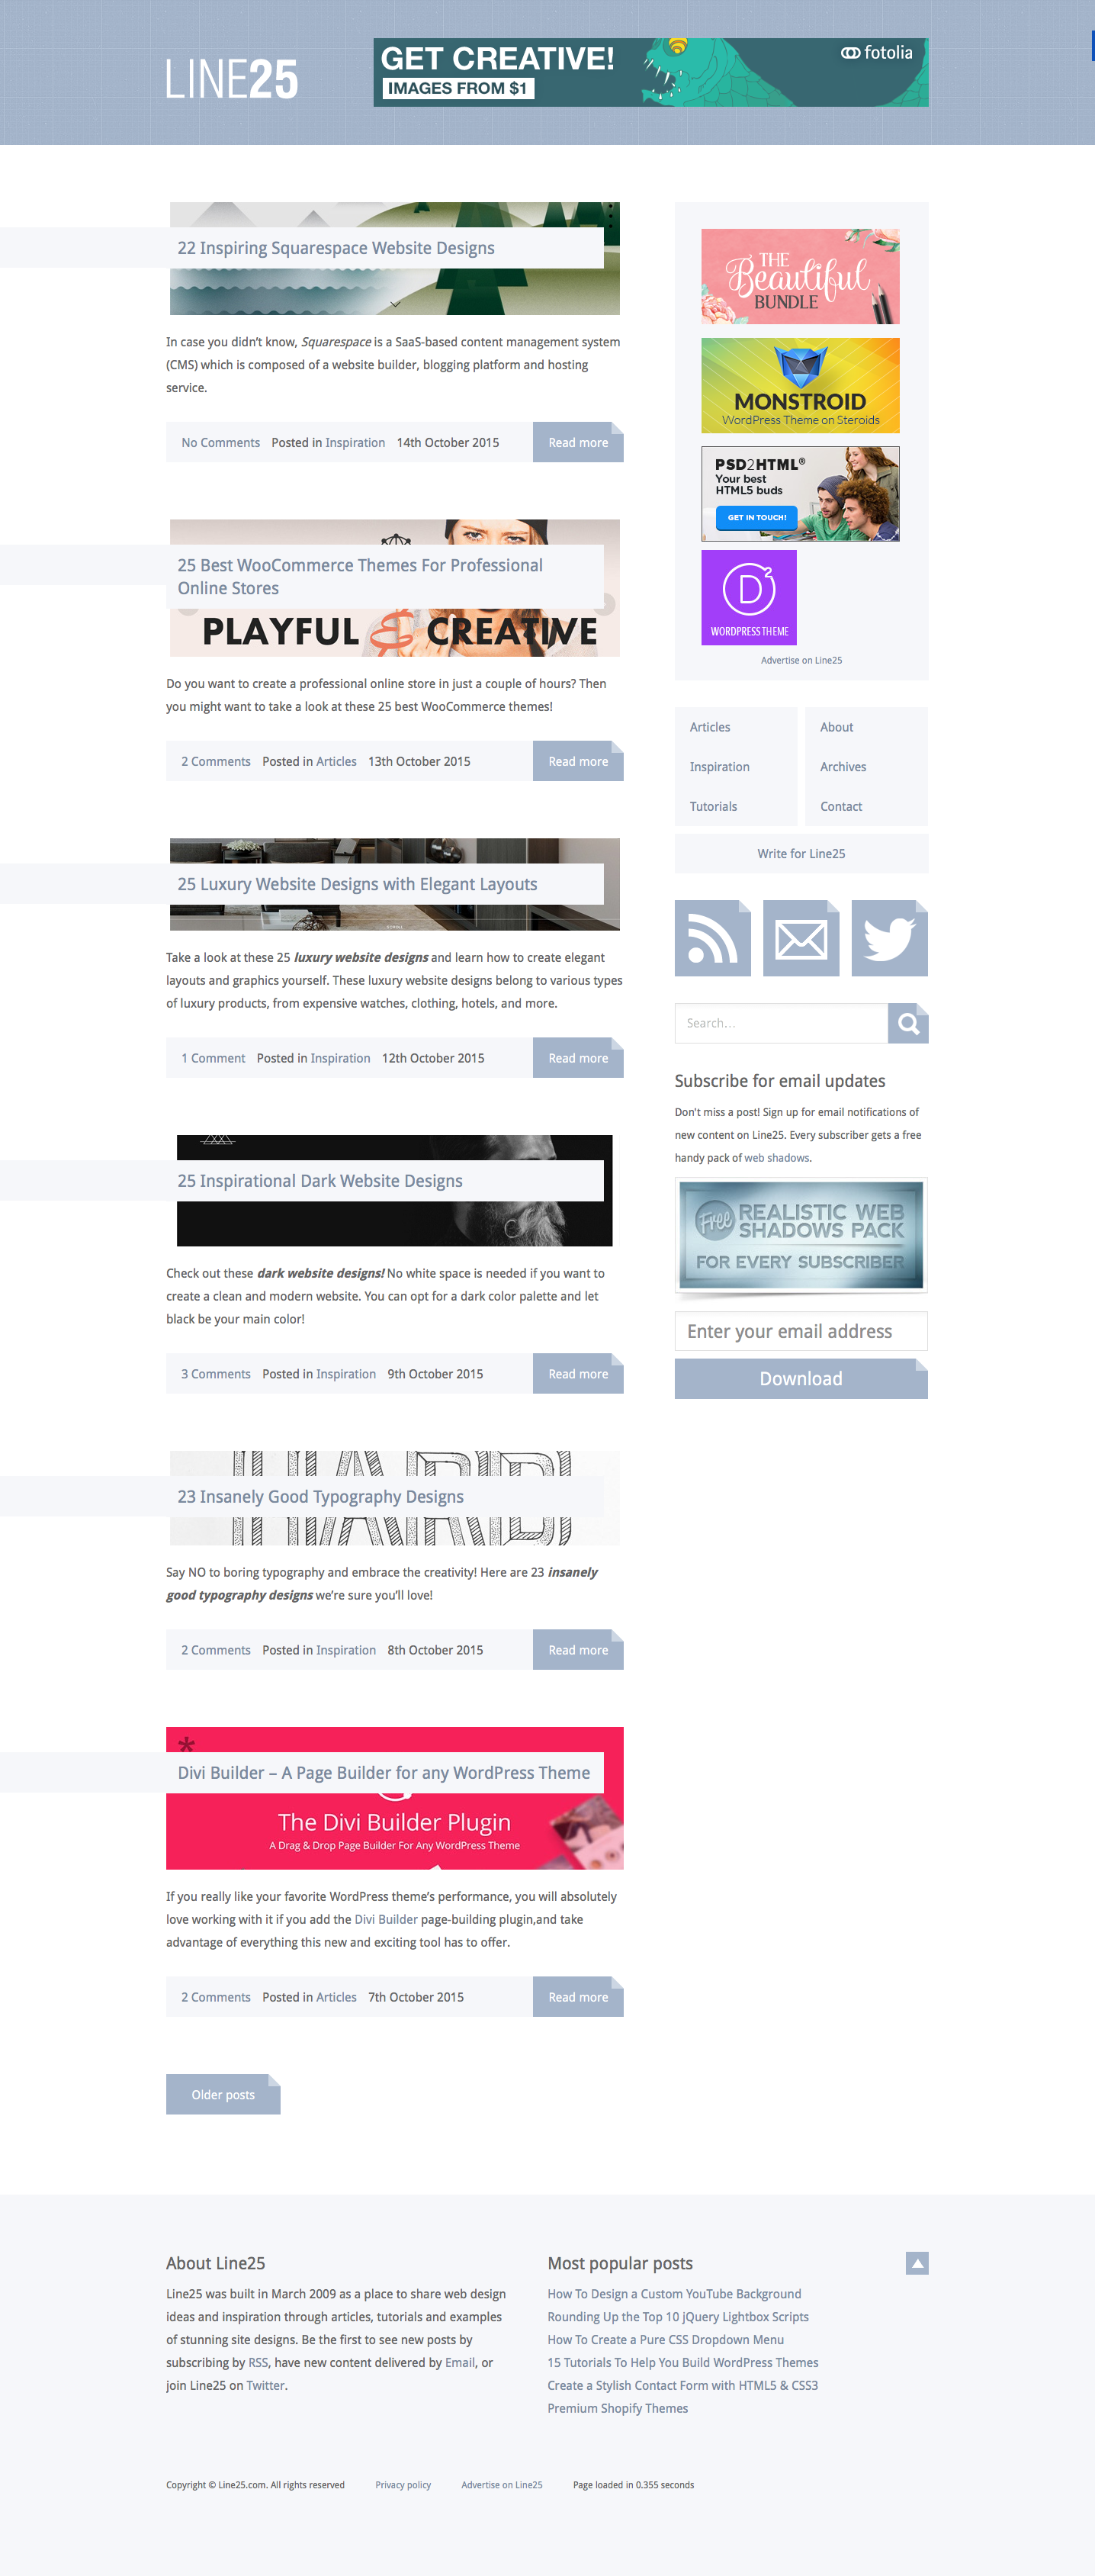 LINE25
GET CREATIVE!
IMAGES FROM $1
fotolia
22 Inspiring Squarespace Website Designs
In case you didn’t know, Squarespace is a SaaS-based content management system
(CMS) which is composed of a website builder, blogging platform and hosting
service.
No Comments Posted in Inspiration 14th October 2015 Read more
25 Best WooCommerce Themes For Professional
Online Stores
PLAYFUL & CREATIVE
Do you want to create a professional online store in just a couple of hours? Then
you might want to take a look at these 25 best WooCommerce themes!
2 Comments Posted in Articles 13th October 2015 Read more
25 Luxury Website Designs with Elegant Layouts
Take a look at these 25 luxury website designs and learn how to create elegant
layouts and graphics yourself. These luxury website designs belong to various types
of luxury products, from expensive watches, clothing, hotels, and more.
1 Comment Posted in Inspiration 12th October 2015 Read more
25 Inspirational Dark Website Designs
Check out these dark website designs! No white space is needed if you want to
create a clean and modern website. You can opt for a dark color palette and let
black be your main color!
3 Comments Posted in Inspiration 9th October 2015 Read more
23 Insanely Good Typography Designs
Say NO to boring typography and embrace the creativity! Here are 23 insanely
good typography designs we’re sure you’ll love!
2 Comments Posted in Inspiration 8th October 2015 Read more
*
Divi Builder – A Page Builder for any WordPress Theme
The Divi Builder Plugin
A Drag & Drop Page Builder For Any WordPress Theme
If you really like your favorite WordPress theme’s performance, you will absolutely
love working with it if you add the Divi Builder page-building plugin,and take
advantage of everything this new and exciting tool has to offer.
2 Comments Posted in Articles 7th October 2015 Read more
Older posts
THE
Beautiful
BUNDLE
MONSTROID
WordPress Theme on Steroids
PSD2HTML®
Your best
HTML5 buds
GET IN TOUCH!
D2
WORDPRESS THEME
Advertise on Line25
Articles
About
Inspiration
Archives
Tutorials
Contact
Write for Line25
Search…
Subscribe for email updates
Don't miss a post! Sign up for email notifications of
new content on Line25. Every subscriber gets a free
handy pack of web shadows.
Free REALISTIC WEB
SHADOWS PACK
FOR EVERY SUBSCRIBER
Enter your email address
Download
About Line25
Line25 was built in March 2009 as a place to share web design
ideas and inspiration through articles, tutorials and examples
of stunning site designs. Be the first to see new posts by
subscribing by RSS, have new content delivered by Email, or
join Line25 on Twitter.
Most popular posts
How To Design a Custom YouTube Background
Rounding Up the Top 10 jQuery Lightbox Scripts
How To Create a Pure CSS Dropdown Menu
15 Tutorials To Help You Build WordPress Themes
Create a Stylish Contact Form with HTML5 & CSS3
Premium Shopify Themes
Copyright © Line25.com. All rights reserved Privacy policy Advertise on Line25 Page loaded in 0.355 seconds